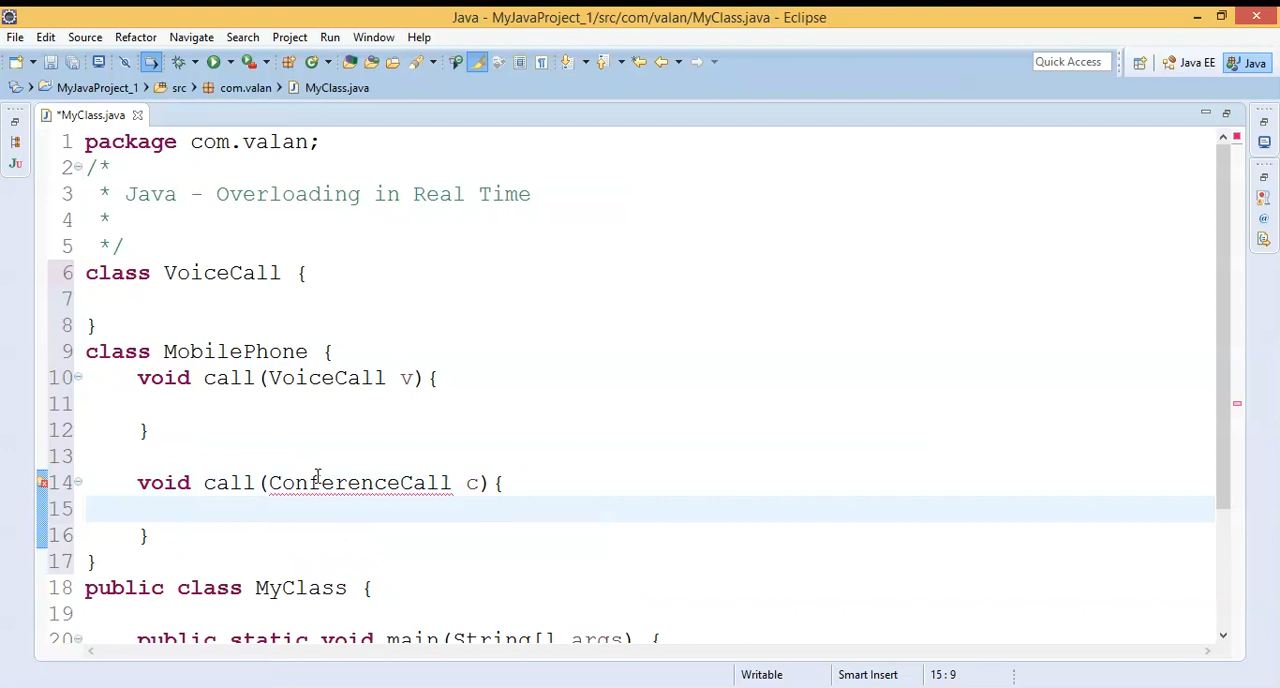 Java - MyJavaProject_1/src/com/valan/MyClass.java - Eclipse
File Edit Source Refactor Navigate Search Project Run Window Help
Quick Access Java EE Java
MyJavaProject_1 src com.valan MyClass.java
*MyClass.java
1 package com.valan;
2 /*
3 * Java - Overloading in Real Time
4 *
5 */
6 class VoiceCall {
7
8 }
9 class MobilePhone {
10 void call(VoiceCall v){
11
12 }
13
14 void call(ConferenceCall c){
15
16 }
17 }
18 public class MyClass {
19
20 public static void main(String[] args) {
Writable Smart Insert 15:9